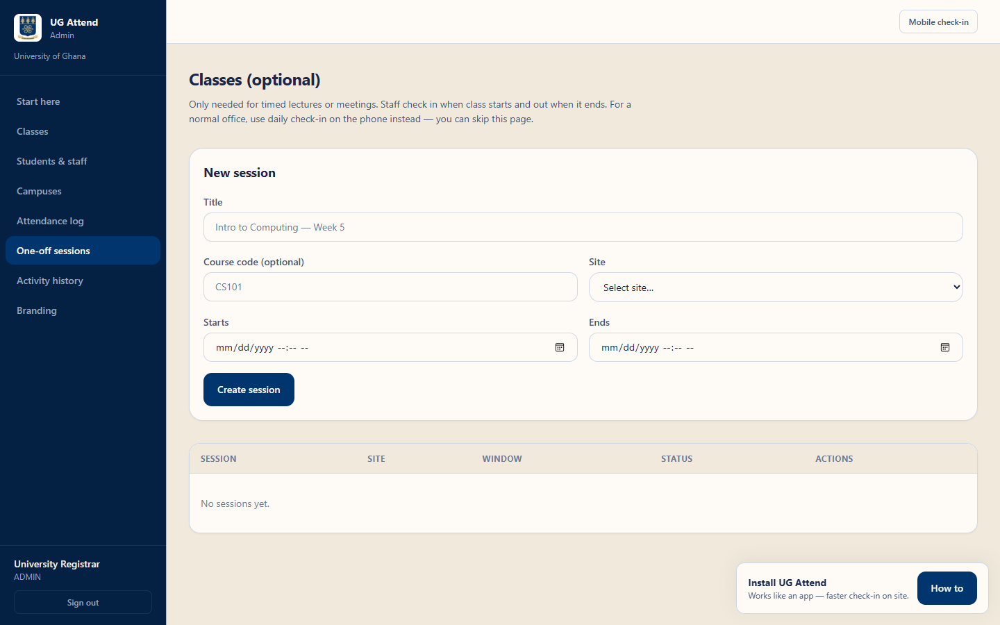 UG Attend
Admin
University of Ghana
Start here
Classes
Students & staff
Campuses
Attendance log
One-off sessions
Activity history
Branding
University Registrar
ADMIN
Sign out
Mobile check-in
Classes (optional)
Only needed for timed lectures or meetings. Staff check in when class starts and out when it ends. For a
normal office, use daily check-in on the phone instead — you can skip this page.
New session
Title
Intro to Computing — Week 5
Course code (optional)
Site
CS101
Select site...
Starts
Ends
mm/dd/yyyy --:-- --
mm/dd/yyyy --:-- --
Create session
SESSION SITE WINDOW STATUS ACTIONS
No sessions yet.
Install UG Attend
Works like an app — faster check-in on site.
How to